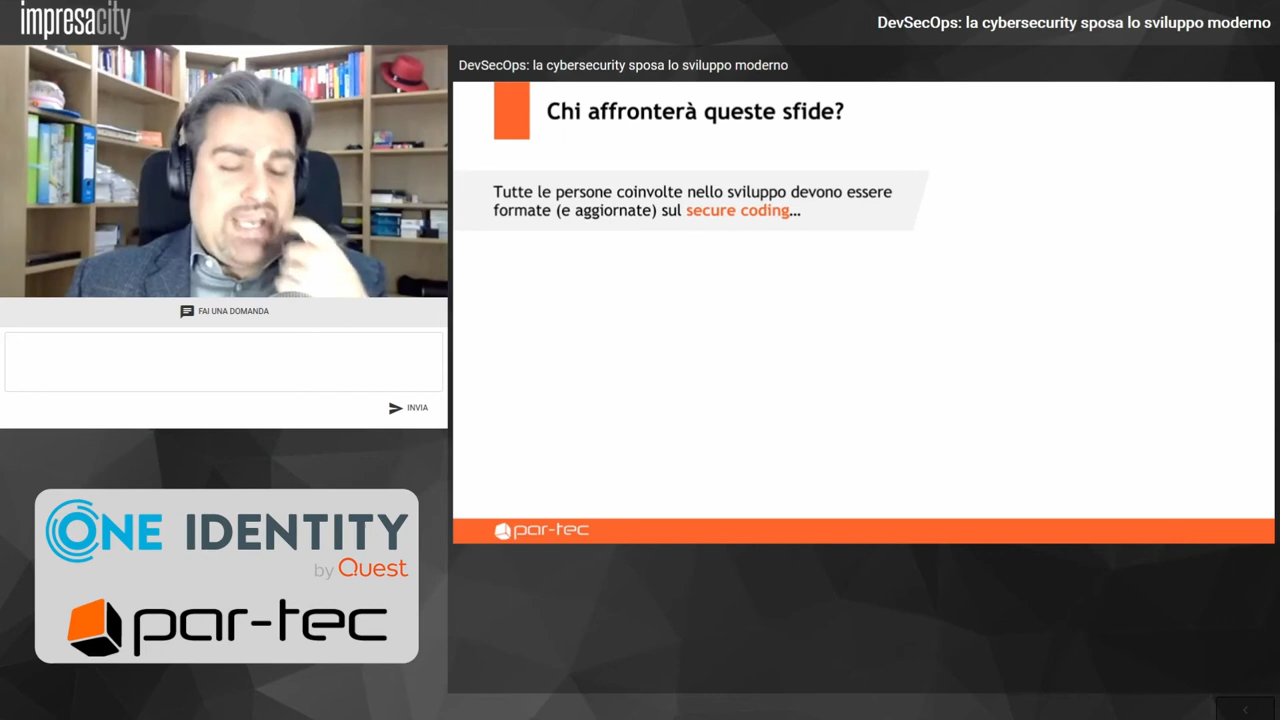 impresacity
DevSecOps: la cybersecurity sposa lo sviluppo moderno
DevSecOps: la cybersecurity sposa lo sviluppo moderno
Chi affronterà queste sfide?
Tutte le persone coinvolte nello sviluppo devono essere
formate (e aggiornate) sul secure coding...
par-tec
FAI UNA DOMANDA
INVIA
ONE IDENTITY
by Quest
par-tec